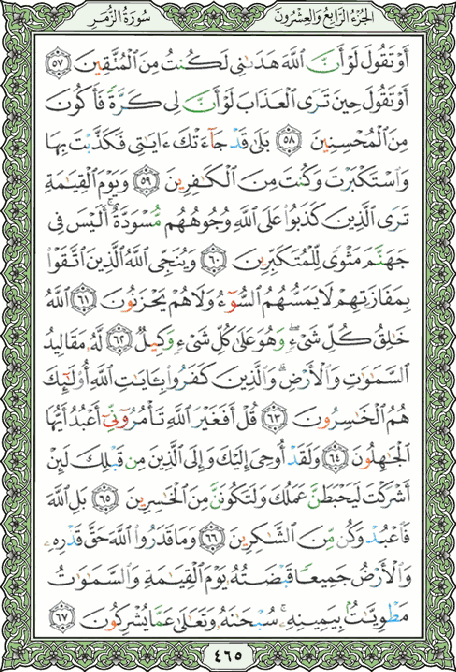 الجزء الرابع والعشرون سورة الزمر
أَوْ تَقُولَ لَوْ أَنَّ ٱللَّهَ هَدَىٰنِى لَكُنتُ مِنَ ٱلْمُتَّقِينَ ٥٧
أَوْ تَقُولَ حِينَ تَرَى ٱلْعَذَابَ لَوْ أَنَّ لِى كَرَّةً فَأَكُونَ
مِنَ ٱلْمُحْسِنِينَ ٥٨ بَلَىٰ قَدْ جَآءَتْكَ ءَايَٰتِى فَكَذَّبْتَ بِهَا
وَٱسْتَكْبَرْتَ وَكُنتَ مِنَ ٱلْكَٰفِرِينَ ٥٩ وَيَوْمَ ٱلْقِيَٰمَةِ
تَرَى ٱلَّذِينَ كَذَبُوا۟ عَلَى ٱللَّهِ وُجُوهُهُم مُّسْوَدَّةٌ ۚ أَلَيْسَ فِى
جَهَنَّمَ مَثْوًى لِّلْمُتَكَبِّرِينَ ٦٠ وَيُنَجِّى ٱللَّهُ ٱلَّذِينَ ٱتَّقَوْا۟
بِمَفَازَتِهِمْ لَا يَمَسُّهُمُ ٱلسُّوٓءُ وَلَا هُمْ يَحْزَنُونَ ٦١ ٱللَّهُ
خَٰلِقُ كُلِّ شَىْءٍ ۖ وَهُوَ عَلَىٰ كُلِّ شَىْءٍ وَكِيلٌ ٦٢ لَّهُۥ مَقَالِيدُ
ٱلسَّمَٰوَٰتِ وَٱلْأَرْضِ ۗ وَٱلَّذِينَ كَفَرُوا۟ بِـَٔايَٰتِ ٱللَّهِ أُو۟لَٰٓئِكَ
هُمُ ٱلْخَٰسِرُونَ ٦٣ قُلْ أَفَغَيْرَ ٱللَّهِ تَأْمُرُوٓنِّىٓ أَعْبُدُ أَيُّهَا
ٱلْجَٰهِلُونَ ٦٤ وَلَقَدْ أُوحِىَ إِلَيْكَ وَإِلَى ٱلَّذِينَ مِن قَبْلِكَ لَئِنْ
أَشْرَكْتَ لَيَحْبَطَنَّ عَمَلُكَ وَلَتَكُونَنَّ مِنَ ٱلْخَٰسِرِينَ ٦٥ بَلِ ٱللَّهَ
فَٱعْبُدْ وَكُن مِّنَ ٱلشَّٰكِرِينَ ٦٦ وَمَا قَدَرُوا۟ ٱللَّهَ حَقَّ قَدْرِهِۦ
وَٱلْأَرْضُ جَمِيعًا قَبْضَتُهُۥ يَوْمَ ٱلْقِيَٰمَةِ وَٱلسَّمَٰوَٰتُ
مَطْوِيَّٰتٌۢ بِيَمِينِهِۦ ۚ سُبْحَٰنَهُۥ وَتَعَٰلَىٰ عَمَّا يُشْرِكُونَ ٦٧
٤٦٥